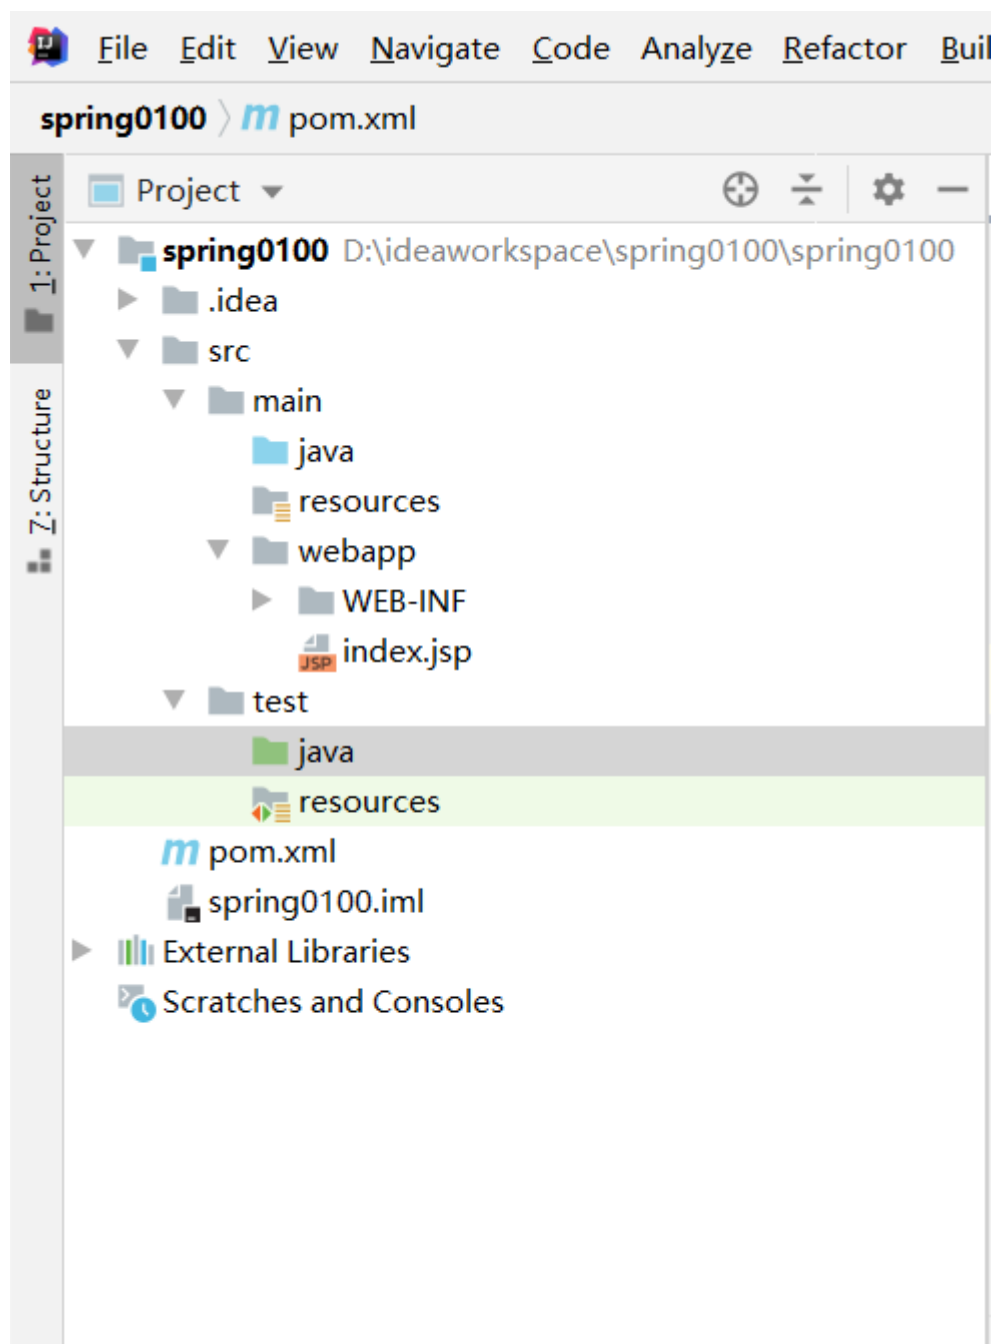 File Edit View Navigate Code Analyze Refactor Buil
spring0100 pom.xml
Project
1: Project
7: Structure
spring0100 D:\ideaworkspace\spring0100\spring0100
.idea
src
main
java
resources
webapp
WEB-INF
JSP index.jsp
test
java
resources
m pom.xml
spring0100.iml
External Libraries
Scratches and Consoles